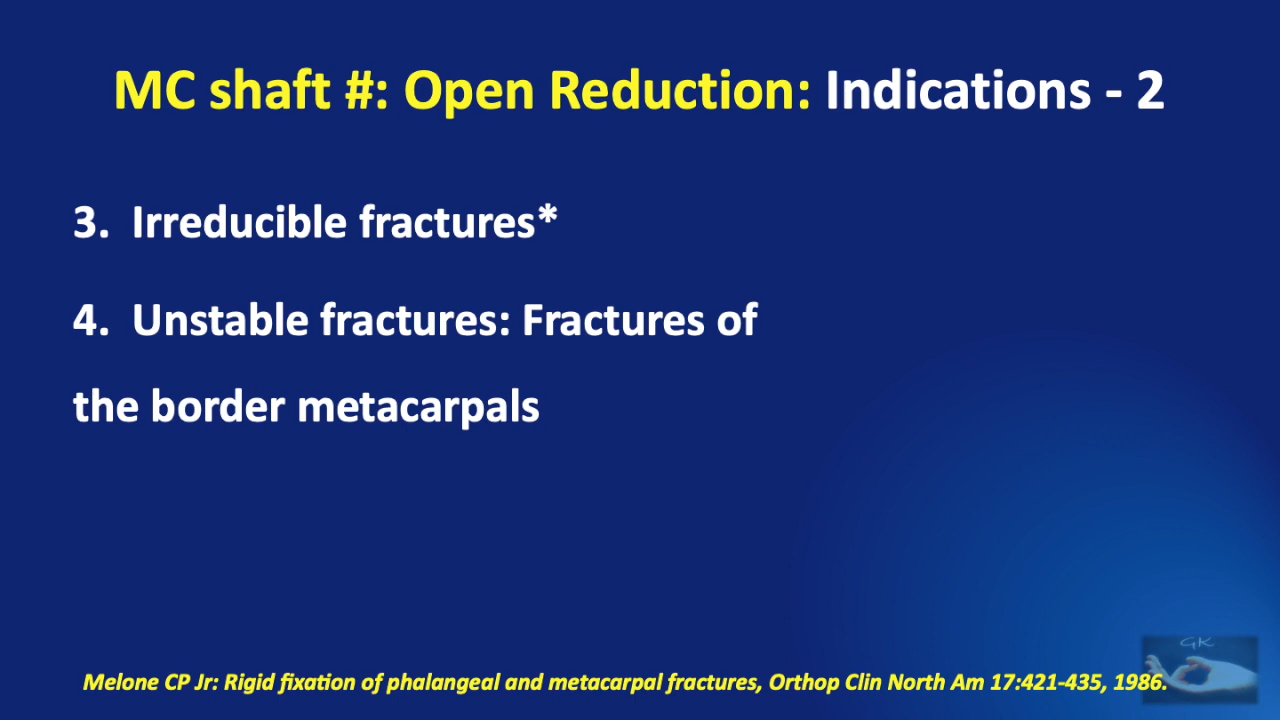 MC shaft #: Open Reduction: Indications - 2
3. Irreducible fractures*
4. Unstable fractures: Fractures of
the border metacarpals
Melone CP Jr: Rigid fixation of phalangeal and metacarpal fractures, Orthop Clin North Am 17:421-435, 1986.
GK